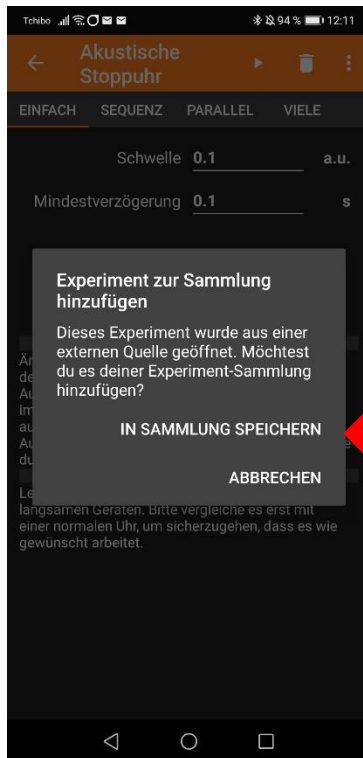 Tchibo 94 % 12:11
Akustische
Stoppuhr
EINFACH SEQUENZ PARALLEL VIELE
Schwelle 0.1 a.u.
Mindestverzögerung 0.1 s
Experiment zur Sammlung
hinzufügen
Dieses Experiment wurde aus einer
externen Quelle geöffnet. Möchtest
du es deiner Experiment-Sammlung
hinzufügen?
IN SAMMLUNG SPEICHERN
ABBRECHEN
langsamen Geräten. Bitte vergleiche es erst mit
einer normalen Uhr, um sicherzugehen, dass es wie
gewünscht arbeitet.